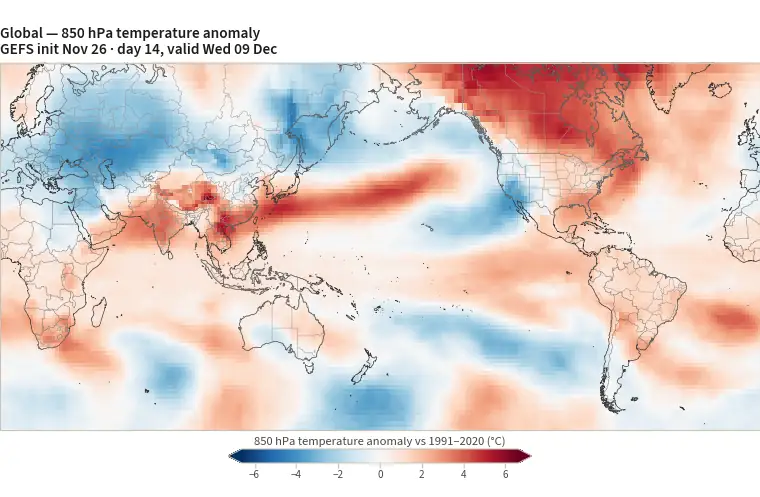 Global — 850 hPa temperature anomaly
GEFS init Nov 26 · day 14, valid Wed 09 Dec
850 hPa temperature anomaly vs 1991–2020 (°C)
−6 −4 −2 0 2 4 6